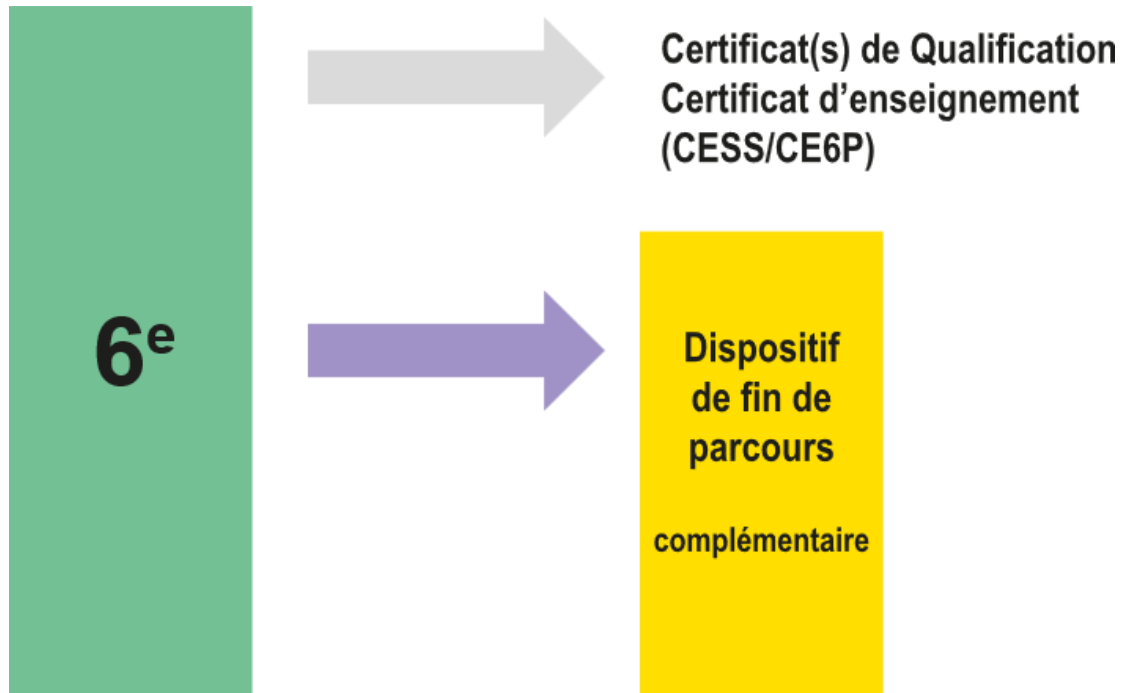 Certificat(s) de Qualification
Certificat d’enseignement
(CESS/CE6P)
6e
Dispositif
de fin de
parcours
complémentaire